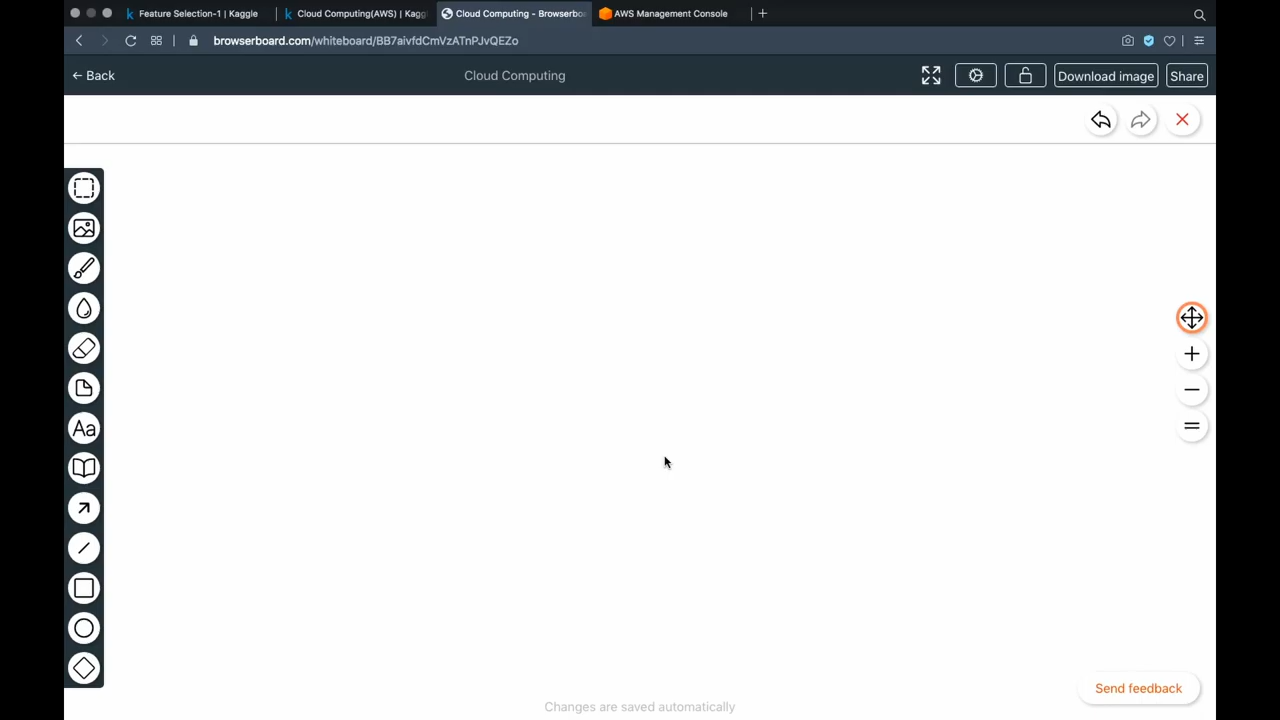 Feature Selection-1 | Kaggle
Cloud Computing(AWS) | Kagg
Cloud Computing - Browserbo
AWS Management Console
browserboard.com/whiteboard/BB7aivfdCmVzATnPJvQEZo
← Back
Cloud Computing
Download image
Share
Aa
Send feedback
Changes are saved automatically